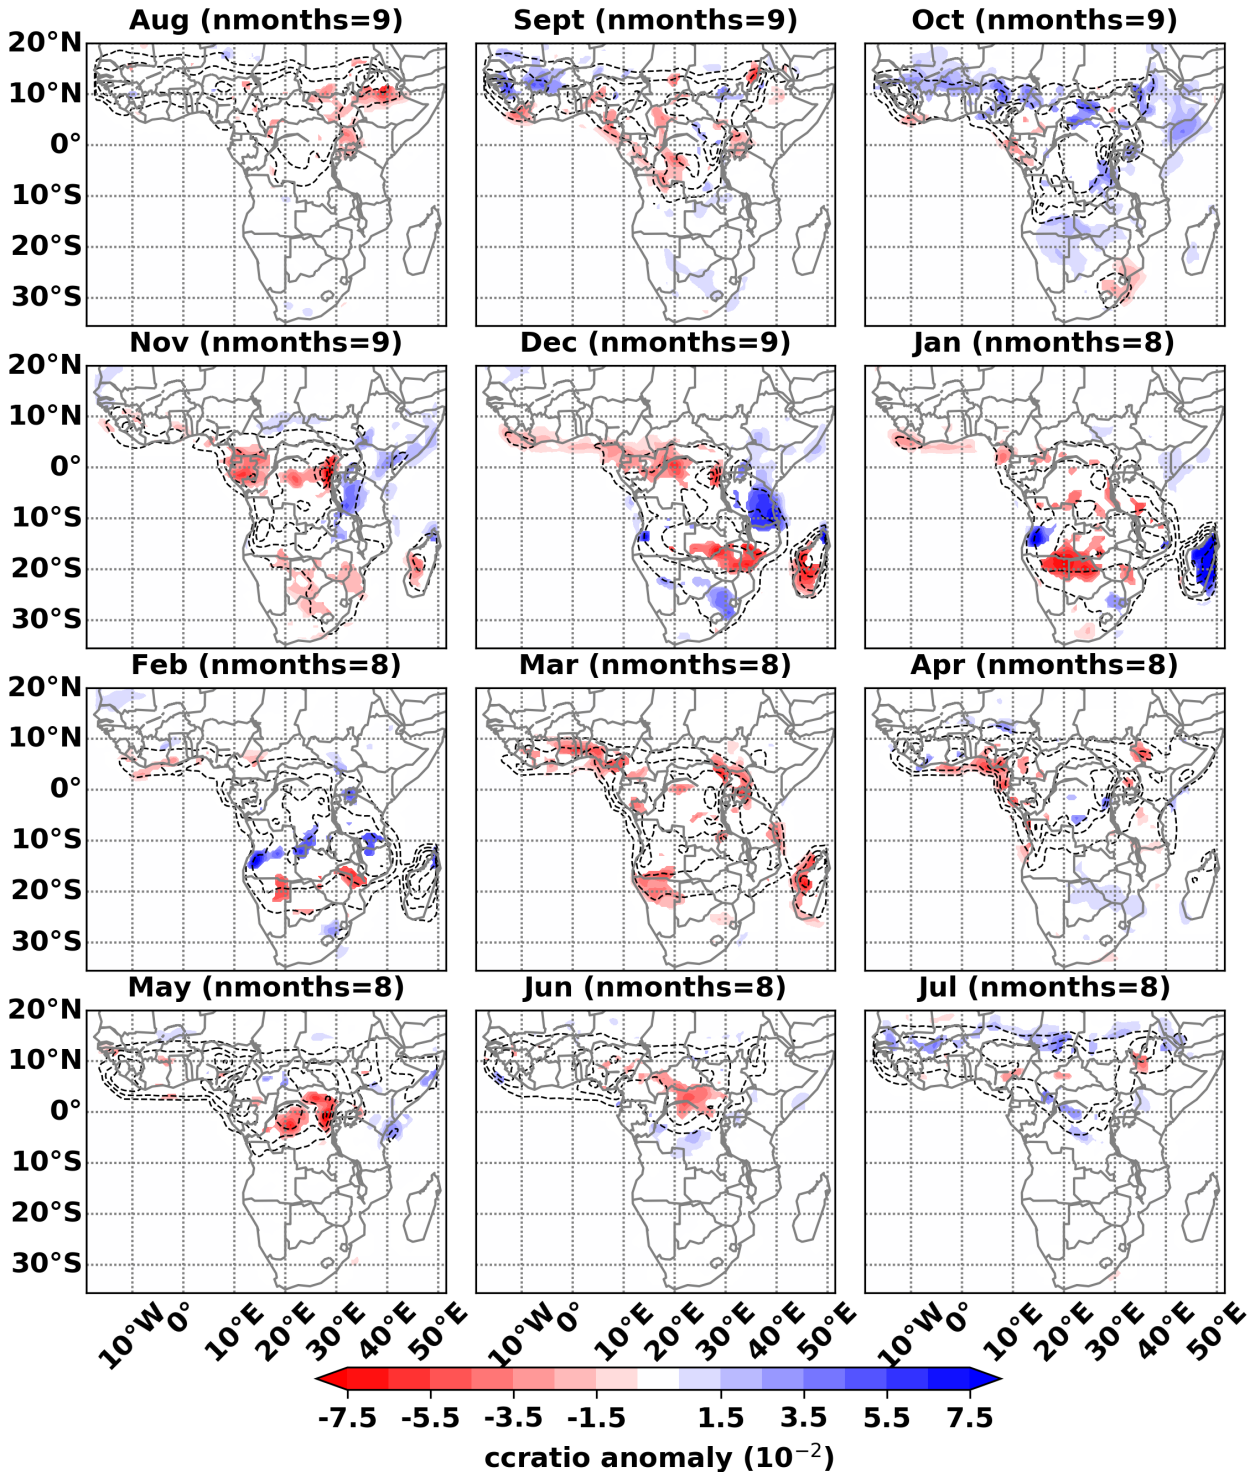 Aug (nmonths=9)
Sept (nmonths=9)
Oct (nmonths=9)
20°N
10°N
0°
10°S
20°S
30°S
Nov (nmonths=9)
Dec (nmonths=9)
Jan (nmonths=8)
20°N
10°N
0°
10°S
20°S
30°S
Feb (nmonths=8)
Mar (nmonths=8)
Apr (nmonths=8)
20°N
10°N
0°
10°S
20°S
30°S
May (nmonths=8)
Jun (nmonths=8)
Jul (nmonths=8)
20°N
10°N
0°
10°S
20°S
30°S
10°W 0° 10°E 20°E 30°E 40°E 50°E
10°W 0° 10°E 20°E 30°E 40°E 50°E
10°W 0° 10°E 20°E 30°E 40°E 50°E
-7.5 -5.5 -3.5 -1.5 1.5 3.5 5.5 7.5
ccratio anomaly (10⁻²)